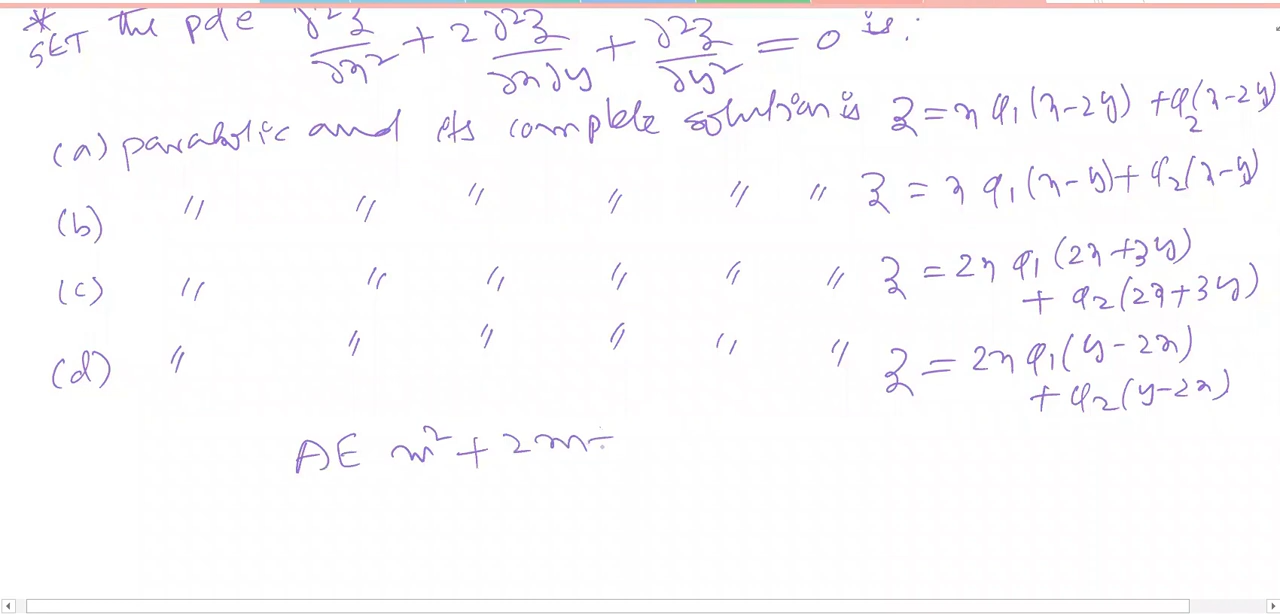 * SET the pde ∂²z/∂x² + 2 ∂²z/∂x∂y + ∂²z/∂y² = 0 is:
(a) parabolic and its complete solution is z = x φ₁(x-2y) + φ₂(x-2y)
(b) " " " " " " z = x φ₁(x-y) + φ₂(x-y)
(c) " " " " " " z = 2x φ₁(2x+3y)
+ φ₂(2x+3y)
(d) " " " " " " z = 2x φ₁(y-2x)
+ φ₂(y-2x)
AE m² + 2m